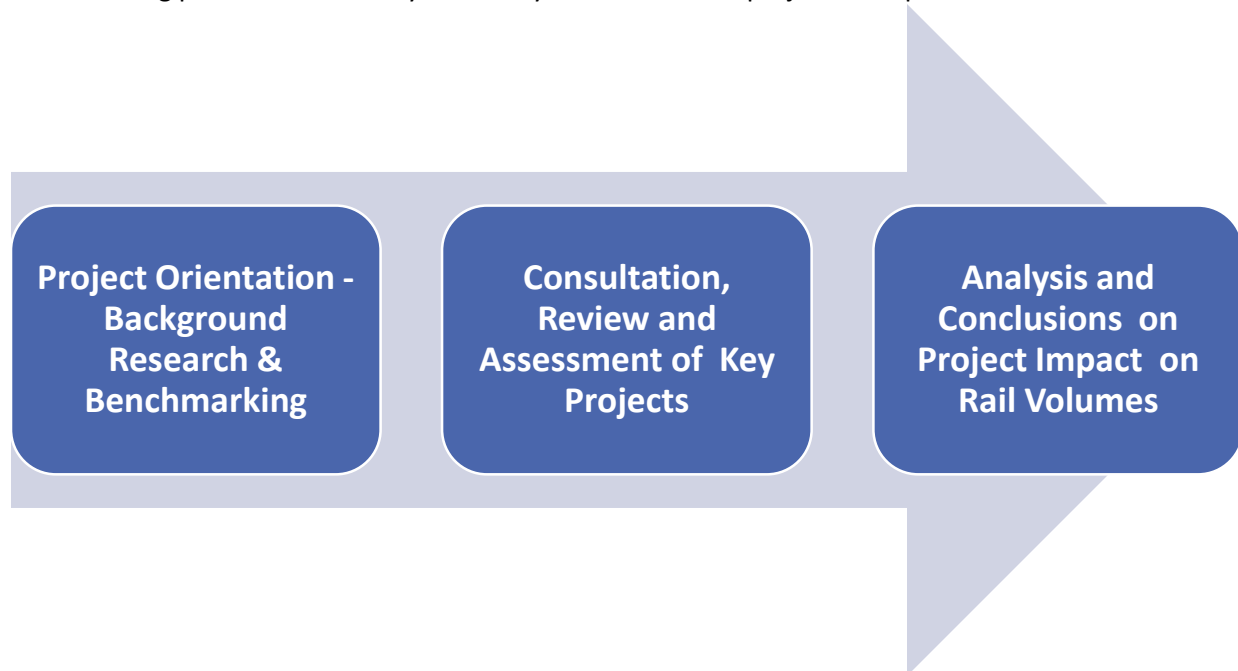 Project Orientation -
Background
Research &
Benchmarking
Consultation,
Review and
Assessment of Key
Projects
Analysis and
Conclusions on
Project Impact on
Rail Volumes